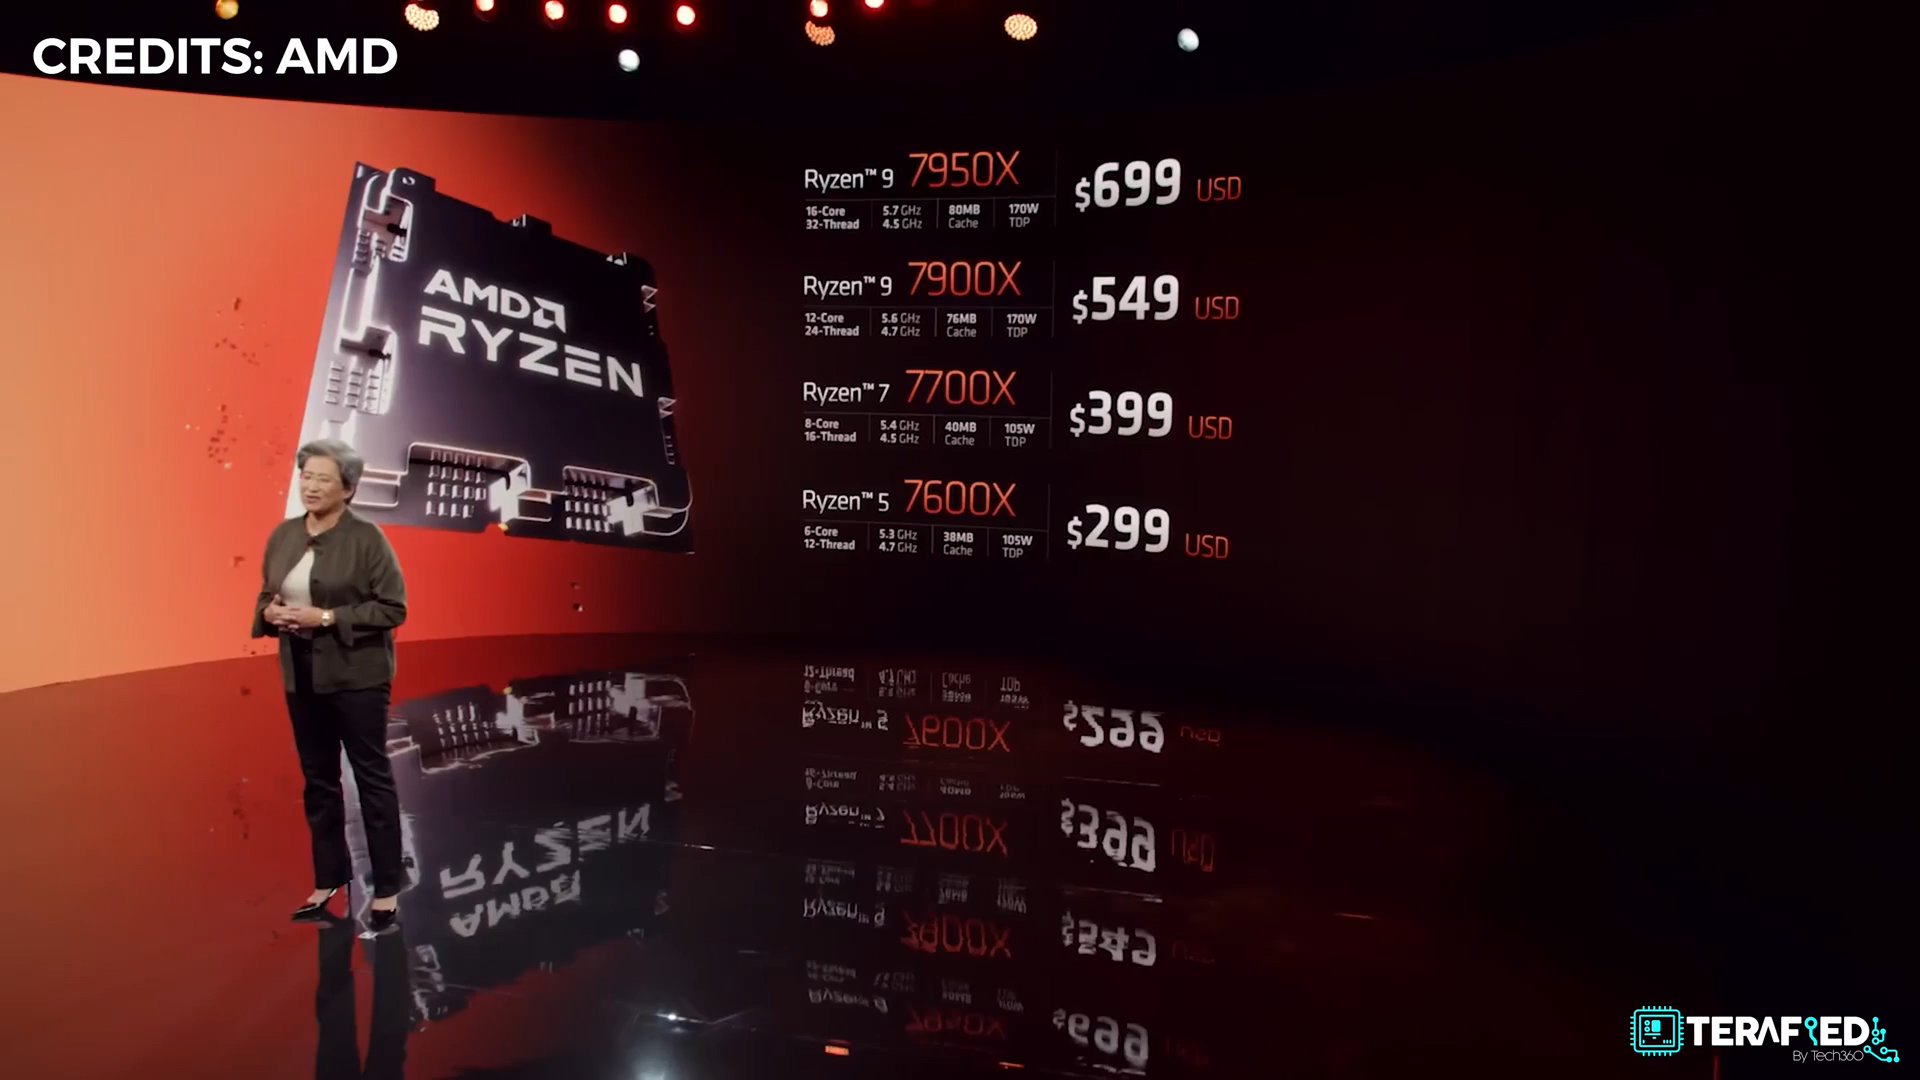 CREDITS: AMD
AMD
RYZEN
Ryzen™ 9 7950X
$699 USD
16-Core 5.7 GHz 80MB 170W
32-Thread 4.5 GHz Cache TDP
Ryzen™ 9 7900X
$549 USD
12-Core 5.6 GHz 76MB 170W
24-Thread 4.7 GHz Cache TDP
Ryzen™ 7 7700X
$399 USD
8-Core 5.4 GHz 40MB 105W
16-Thread 4.5 GHz Cache TDP
Ryzen™ 5 7600X
$299 USD
6-Core 5.3 GHz 38MB 105W
12-Thread 4.7 GHz Cache TDP
TERAFIED
By Tech360